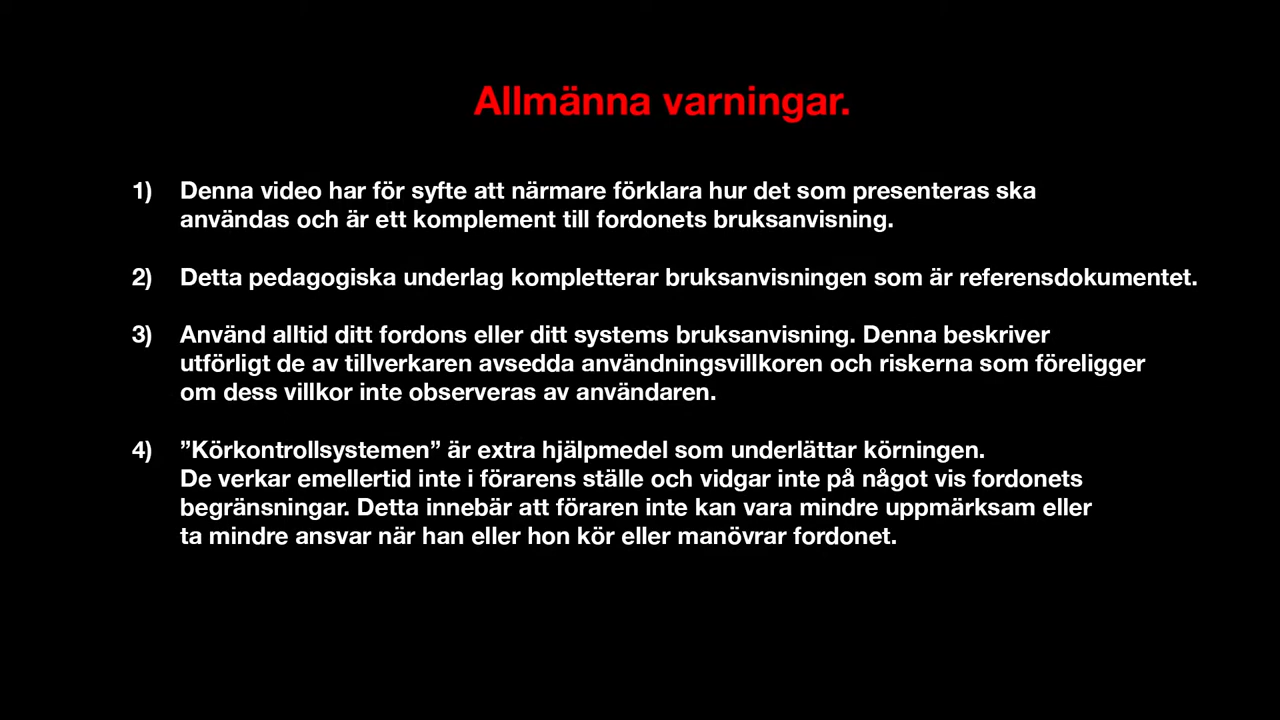 Allmänna varningar.
1) Denna video har för syfte att närmare förklara hur det som presenteras ska
användas och är ett komplement till fordonets bruksanvisning.
2) Detta pedagogiska underlag kompletterar bruksanvisningen som är referensdokumentet.
3) Använd alltid ditt fordons eller ditt systems bruksanvisning. Denna beskriver
utförligt de av tillverkaren avsedda användningsvillkoren och riskerna som föreligger
om dess villkor inte observeras av användaren.
4) ”Körkontrollsystemen” är extra hjälpmedel som underlättar körningen.
De verkar emellertid inte i förarens ställe och vidgar inte på något vis fordonets
begränsningar. Detta innebär att föraren inte kan vara mindre uppmärksam eller
ta mindre ansvar när han eller hon kör eller manövrar fordonet.